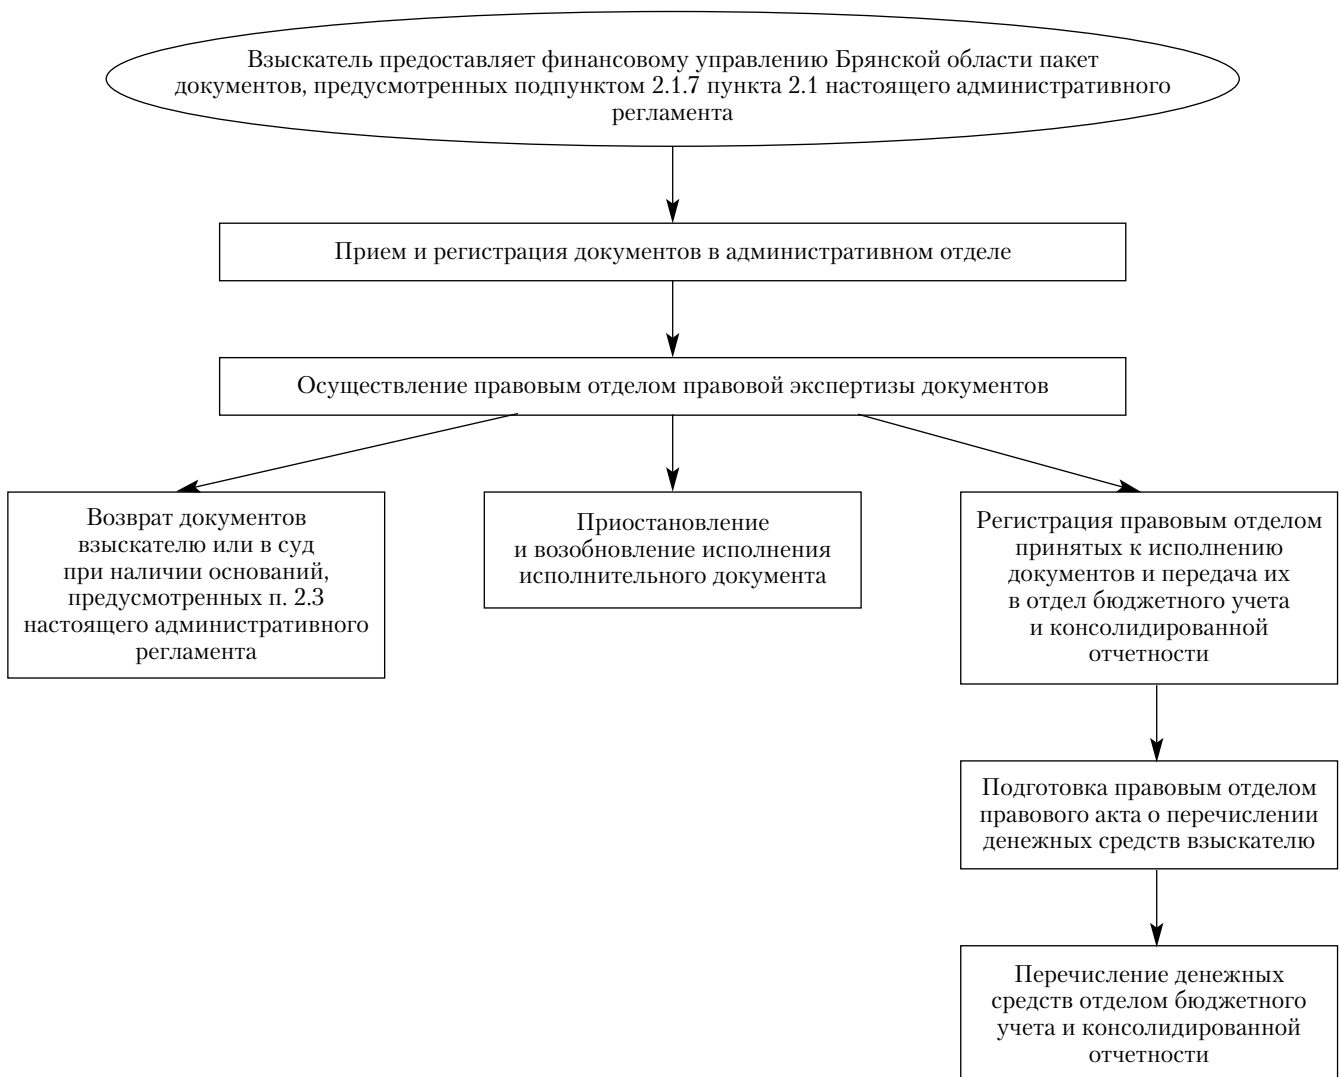 Взыскатель предоставляет финансовому управлению Брянской области пакет
документов, предусмотренных подпунктом 2.1.7 пункта 2.1 настоящего административного
регламента
Прием и регистрация документов в административном отделе
Осуществление правовым отделом правовой экспертизы документов
Возврат документов
взыскателю или в суд
при наличии оснований,
предусмотренных п. 2.3
настоящего административного
регламента
Приостановление
и возобновление исполнения
исполнительного документа
Регистрация правовым отделом
принятых к исполнению
документов и передача их
в отдел бюджетного учета
и консолидированной
отчетности
Подготовка правовым отделом
правового акта о перечислении
денежных средств взыскателю
Перечисление денежных
средств отделом бюджетного
учета и консолидированной
отчетности